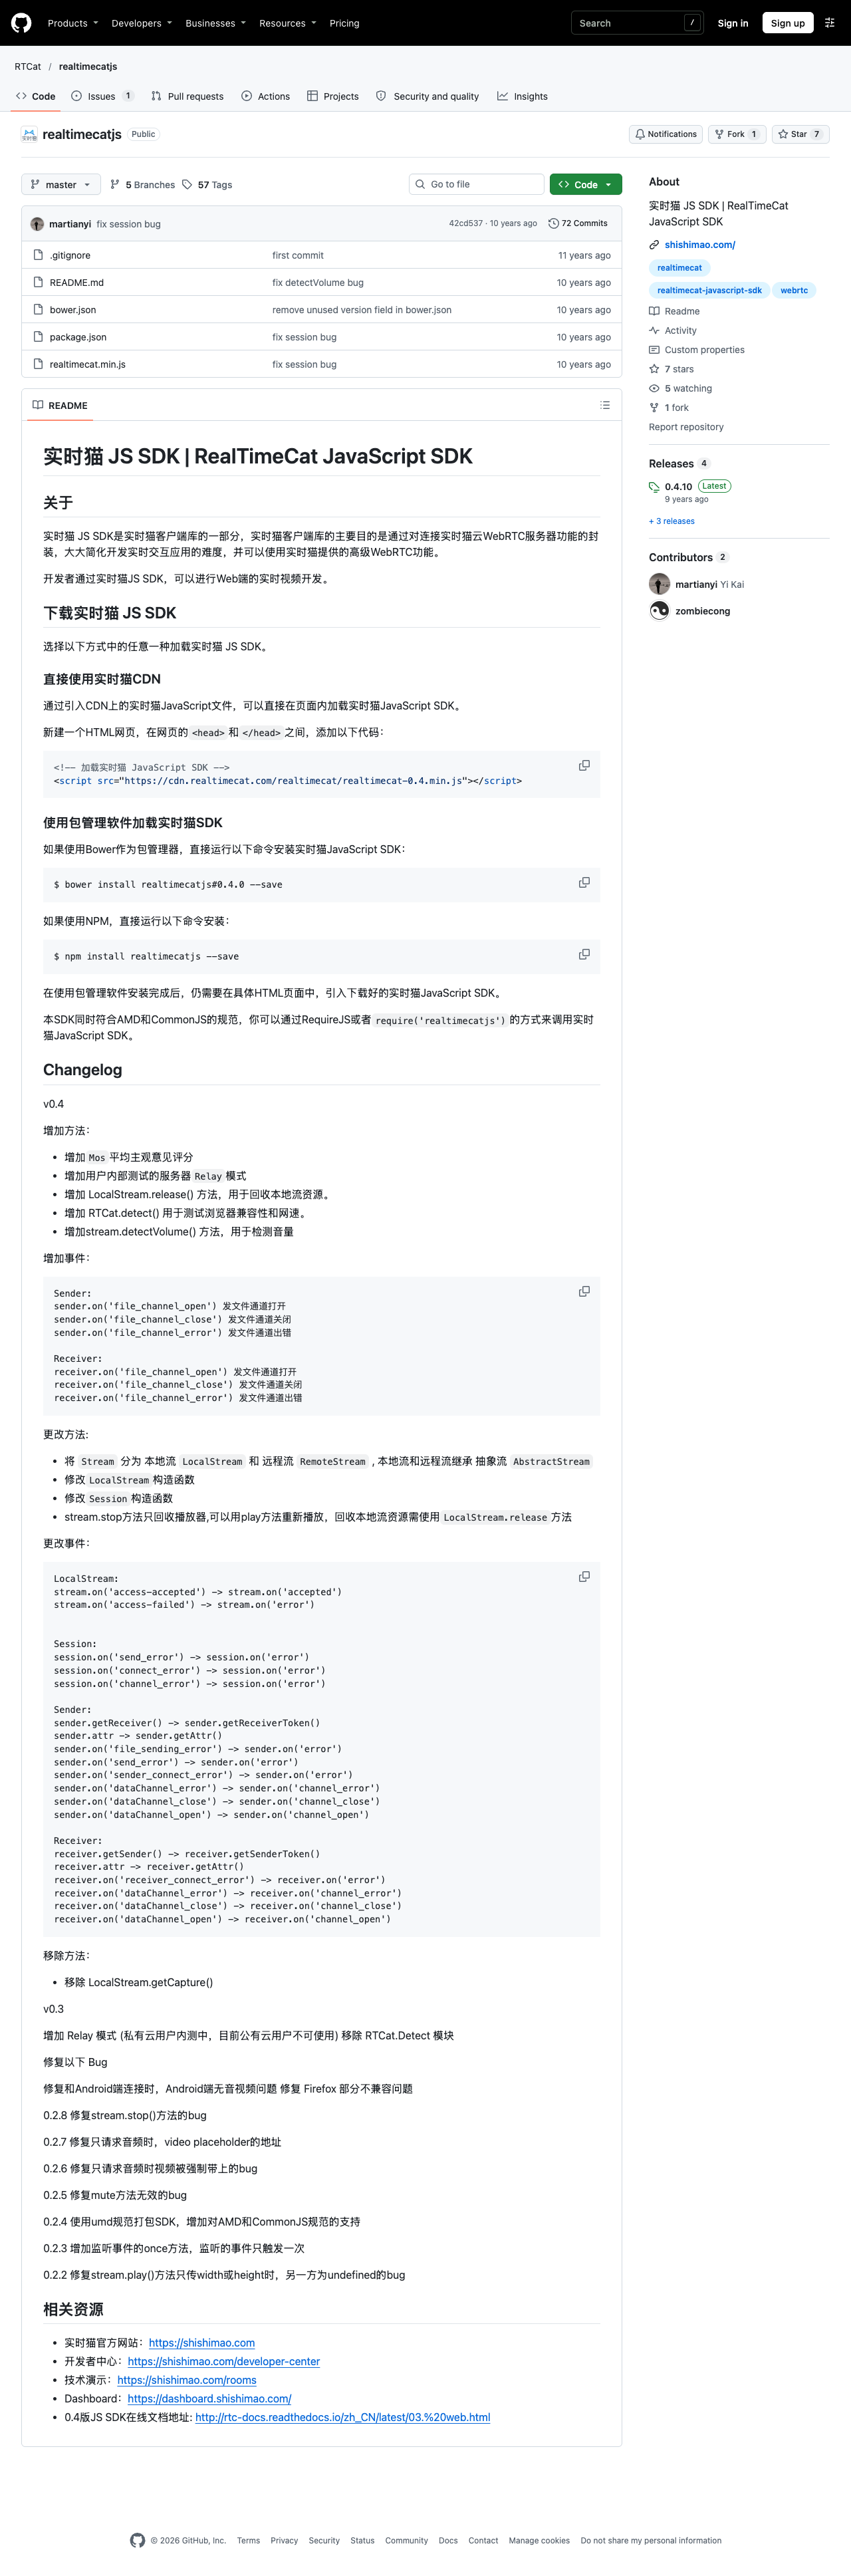 Products Developers Businesses Resources Pricing Search / Sign in Sign up
RTCat / realtimecatjs
Code Issues 1 Pull requests Actions Projects Security and quality Insights
realtimecatjs Public Notifications Fork 1 Star 7
master 5 Branches 57 Tags Go to file Code
martianyi fix session bug 42cd537 · 10 years ago 72 Commits
.gitignore first commit 11 years ago
README.md fix detectVolume bug 10 years ago
bower.json remove unused version field in bower.json 10 years ago
package.json fix session bug 10 years ago
realtimecat.min.js fix session bug 10 years ago
README
实时猫 JS SDK | RealTimeCat JavaScript SDK
关于
实时猫 JS SDK是实时猫客户端库的一部分，实时猫客户端库的主要目的是通过对连接实时猫云WebRTC服务器功能的封
装，大大简化开发实时交互应用的难度，并可以使用实时猫提供的高级WebRTC功能。
开发者通过实时猫JS SDK，可以进行Web端的实时视频开发。
下载实时猫 JS SDK
选择以下方式中的任意一种加载实时猫 JS SDK。
直接使用实时猫CDN
通过引入CDN上的实时猫JavaScript文件，可以直接在页面内加载实时猫JavaScript SDK。
新建一个HTML网页，在网页的 <head> 和 </head> 之间，添加以下代码：
<!-- 加载实时猫 JavaScript SDK -->
<script src="https://cdn.realtimecat.com/realtimecat/realtimecat-0.4.min.js"></script>
使用包管理软件加载实时猫SDK
如果使用Bower作为包管理器，直接运行以下命令安装实时猫JavaScript SDK：
$ bower install realtimecatjs#0.4.0 --save
如果使用NPM，直接运行以下命令安装：
$ npm install realtimecatjs --save
在使用包管理软件安装完成后，仍需要在具体HTML页面中，引入下载好的实时猫JavaScript SDK。
本SDK同时符合AMD和CommonJS的规范，你可以通过RequireJS或者 require('realtimecatjs') 的方式来调用实时
猫JavaScript SDK。
Changelog
v0.4
增加方法：
• 增加 Mos 平均主观意见评分
• 增加用户内部测试的服务器 Relay 模式
• 增加 LocalStream.release() 方法，用于回收本地流资源。
• 增加 RTCat.detect() 用于测试浏览器兼容性和网速。
• 增加stream.detectVolume() 方法，用于检测音量
增加事件：
Sender:
sender.on('file_channel_open') 发文件通道打开
sender.on('file_channel_close') 发文件通道关闭
sender.on('file_channel_error') 发文件通道出错
Receiver:
receiver.on('file_channel_open') 发文件通道打开
receiver.on('file_channel_close') 发文件通道关闭
receiver.on('file_channel_error') 发文件通道出错
更改方法:
• 将 Stream 分为 本地流 LocalStream 和 远程流 RemoteStream , 本地流和远程流继承 抽象流 AbstractStream
• 修改 LocalStream 构造函数
• 修改 Session 构造函数
• stream.stop方法只回收播放器,可以用play方法重新播放，回收本地流资源需使用 LocalStream.release 方法
更改事件：
LocalStream:
stream.on('access-accepted') -> stream.on('accepted')
stream.on('access-failed') -> stream.on('error')
Session:
session.on('send_error') -> session.on('error')
session.on('connect_error') -> session.on('error')
session.on('channel_error') -> session.on('error')
Sender:
sender.getReceiver() -> sender.getReceiverToken()
sender.attr -> sender.getAttr()
sender.on('file_sending_error') -> sender.on('error')
sender.on('send_error') -> sender.on('error')
sender.on('sender_connect_error') -> sender.on('error')
sender.on('dataChannel_error') -> sender.on('channel_error')
sender.on('dataChannel_close') -> sender.on('channel_close')
sender.on('dataChannel_open') -> sender.on('channel_open')
Receiver:
receiver.getSender() -> receiver.getSenderToken()
receiver.attr -> receiver.getAttr()
receiver.on('receiver_connect_error') -> receiver.on('error')
receiver.on('dataChannel_error') -> receiver.on('channel_error')
receiver.on('dataChannel_close') -> receiver.on('channel_close')
receiver.on('dataChannel_open') -> receiver.on('channel_open')
移除方法：
• 移除 LocalStream.getCapture()
v0.3
增加 Relay 模式 (私有云用户内测中，目前公有云用户不可使用) 移除 RTCat.Detect 模块
修复以下 Bug
修复和Android端连接时，Android端无音视频问题 修复 Firefox 部分不兼容问题
0.2.8 修复stream.stop()方法的bug
0.2.7 修复只请求音频时，video placeholder的地址
0.2.6 修复只请求音频时视频被强制带上的bug
0.2.5 修复mute方法无效的bug
0.2.4 使用umd规范打包SDK，增加对AMD和CommonJS规范的支持
0.2.3 增加监听事件的once方法，监听的事件只触发一次
0.2.2 修复stream.play()方法只传width或height时，另一方为undefined的bug
相关资源
• 实时猫官方网站：https://shishimao.com
• 开发者中心：https://shishimao.com/developer-center
• 技术演示：https://shishimao.com/rooms
• Dashboard：https://dashboard.shishimao.com/
• 0.4版JS SDK在线文档地址: http://rtc-docs.readthedocs.io/zh_CN/latest/03.%20web.html
About
实时猫 JS SDK | RealTimeCat
JavaScript SDK
shishimao.com/
realtimecat
realtimecat-javascript-sdk webrtc
Readme
Activity
Custom properties
7 stars
5 watching
1 fork
Report repository
Releases 4
0.4.10 Latest
9 years ago
+ 3 releases
Contributors 2
martianyi Yi Kai
zombiecong
© 2026 GitHub, Inc. Terms Privacy Security Status Community Docs Contact Manage cookies Do not share my personal information